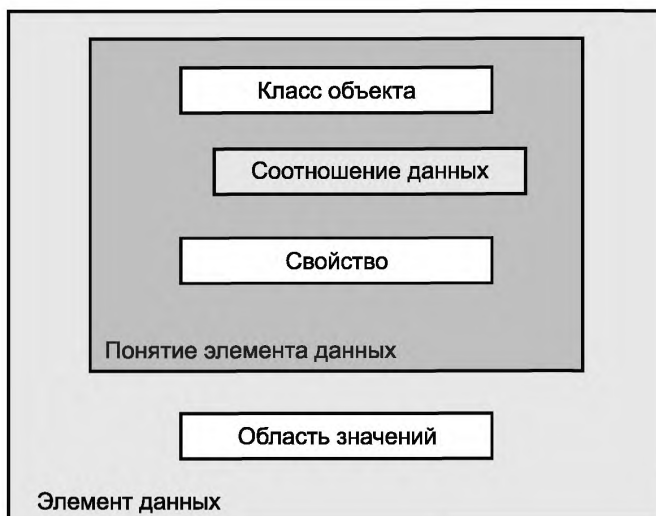 Класс объекта
Соотношение данных
Свойство
Понятие элемента данных
Область значений
Элемент данных